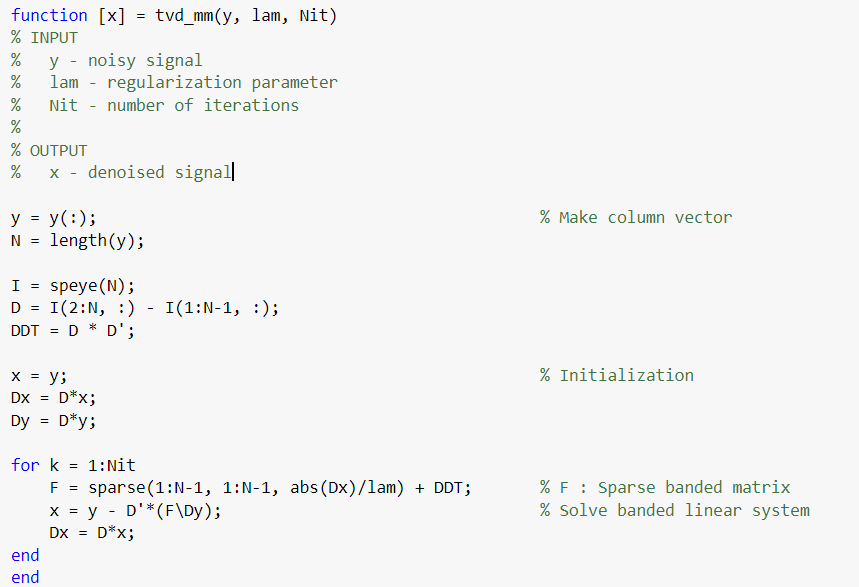 function [x] = tvd_mm(y, lam, Nit)
% INPUT
%   y - noisy signal
%   lam - regularization parameter
%   Nit - number of iterations
%
% OUTPUT
%   x - denoised signal
y = y(:);                                              % Make column vector
N = length(y);
I = speye(N);
D = I(2:N, :) - I(1:N-1, :);
DDT = D * D';
x = y;                                                 % Initialization
Dx = D*x;
Dy = D*y;
for k = 1:Nit
    F = sparse(1:N-1, 1:N-1, abs(Dx)/lam) + DDT;       % F : Sparse banded matrix
    x = y - D'*(F\Dy);                                 % Solve banded linear system
    Dx = D*x;
end
end